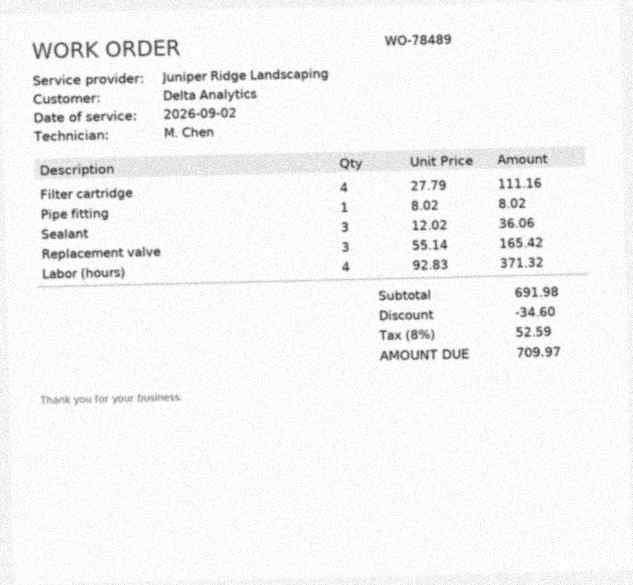 WORK ORDER WO-78489
Service provider: Juniper Ridge Landscaping
Customer: Delta Analytics
Date of service: 2026-09-02
Technician: M. Chen
Description Qty Unit Price Amount
Filter cartridge 4 27.79 111.16
Pipe fitting 1 8.02 8.02
Sealant 3 12.02 36.06
Replacement valve 3 55.14 165.42
Labor (hours) 4 92.83 371.32
Subtotal 691.98
Discount -34.60
Tax (8%) 52.59
AMOUNT DUE 709.97
Thank you for your business.